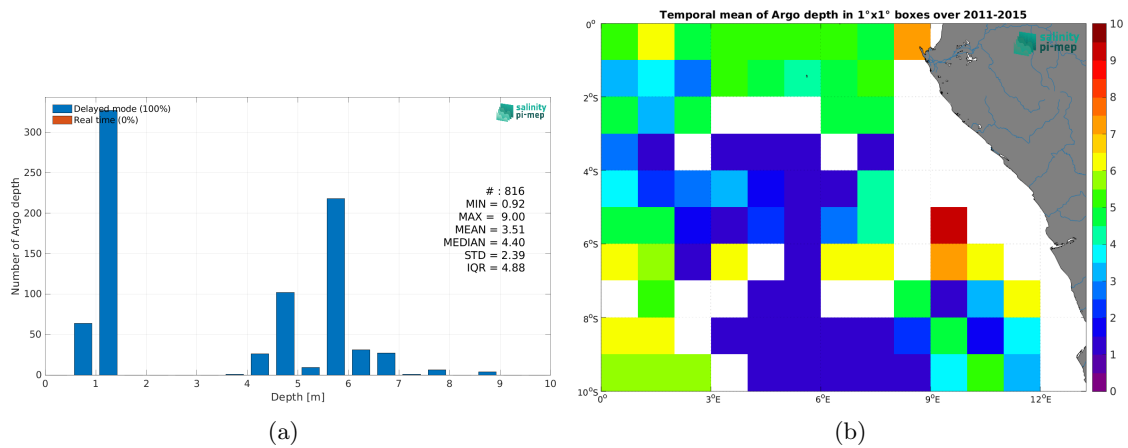 Delayed mode (100%)
Real time (0%)
salinity
pi-mep
# : 816
MIN = 0.92
MAX = 9.00
MEAN = 3.51
MEDIAN = 4.40
STD = 2.39
IQR = 4.88
Number of Argo depth
300
250
200
150
100
50
0
0 1 2 3 4 5 6 7 8 9 10
Depth [m]
(a)
Temporal mean of Argo depth in 1°x1° boxes over 2011-2015
salinity
pi-mep
0°
2°S
4°S
6°S
8°S
10°S
0° 3°E 6°E 9°E 12°E
10
9
8
7
6
5
4
3
2
1
0
(b)